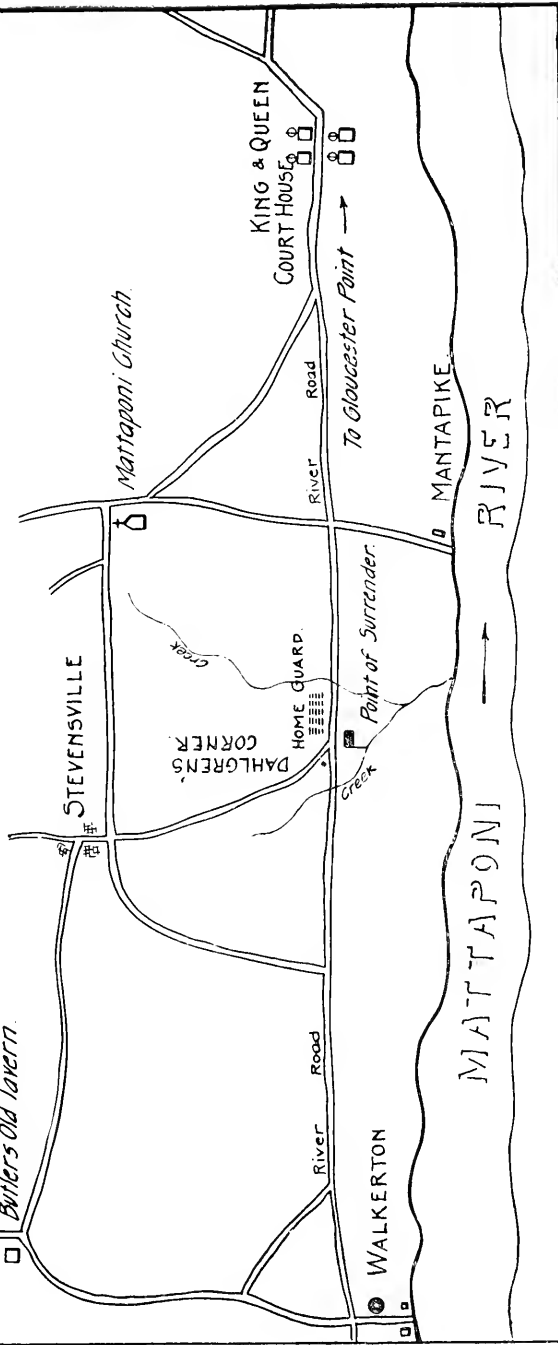 Butlers Old Tavern.
STEVENSVILLE
Mattaponi Church.
KING & QUEEN
COURT HOUSE
DAHLGREN'S
CORNER.
HOME GUARD.
Creek
Creek
Point of Surrender.
River Road
River Road
To Gloucester Point
WALKERTON
MANTAPIKE.
MATTAPONI RIVER